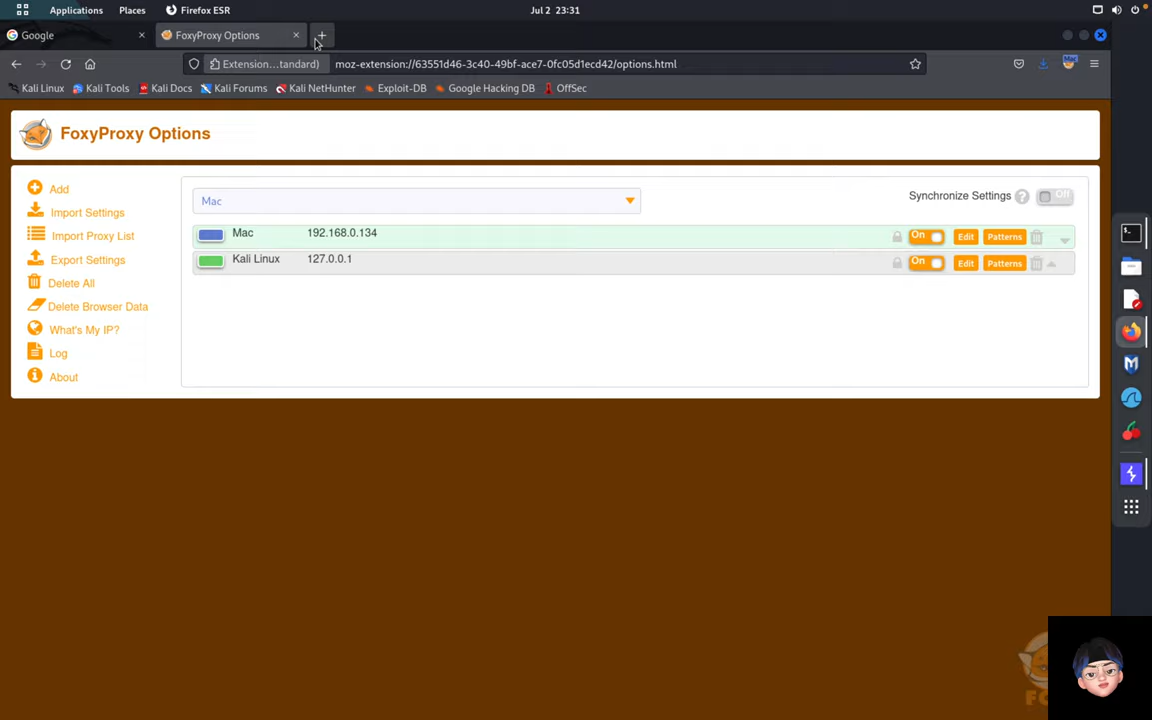 Applications Places Firefox ESR Jul 2 23:31
Google FoxyProxy Options
Extension...tandard) moz-extension://63551d46-3c40-49bf-ace7-0fc05d1ecd42/options.html
Kali Linux Kali Tools Kali Docs Kali Forums Kali NetHunter Exploit-DB Google Hacking DB OffSec
FoxyProxy Options
Add
Import Settings
Import Proxy List
Export Settings
Delete All
Delete Browser Data
What's My IP?
Log
About
Mac Synchronize Settings ? Off
Mac 192.168.0.134 On Edit Patterns
Kali Linux 127.0.0.1 On Edit Patterns